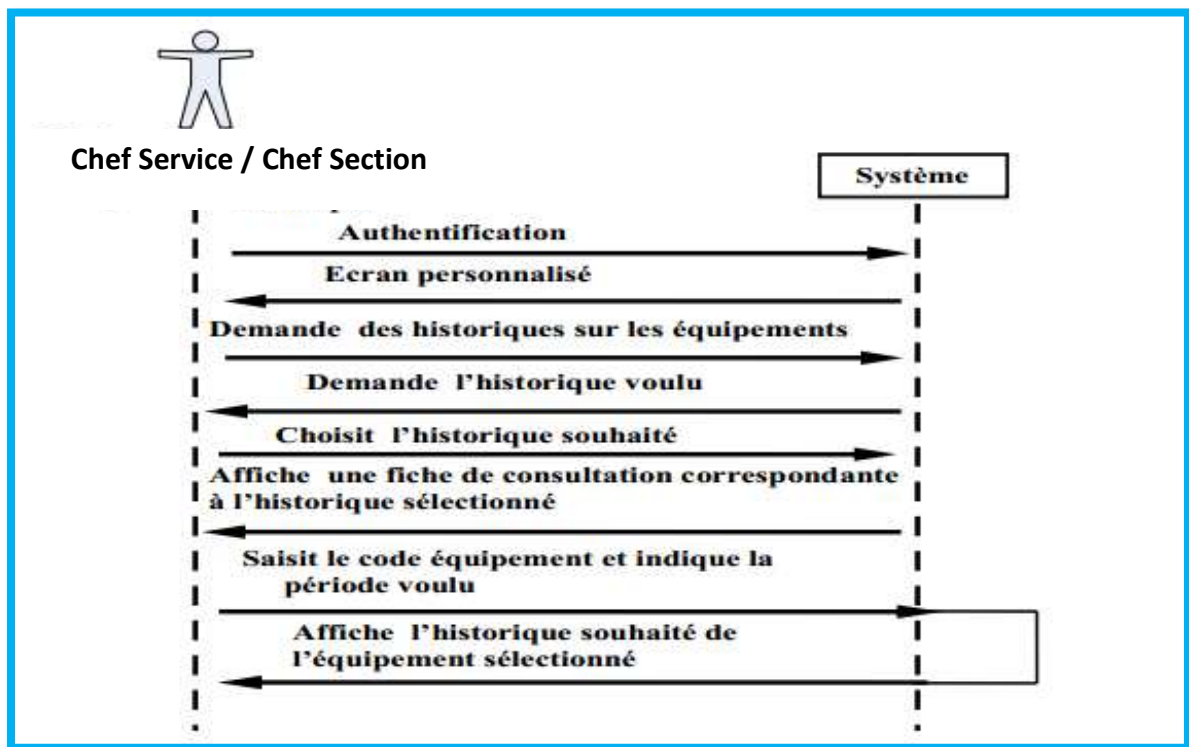 Chef Service / Chef Section
Système
Authentification
Ecran personnalisé
Demande des historiques sur les équipements
Demande l'historique voulu
Choisit l'historique souhaité
Affiche une fiche de consultation correspondante
à l'historique sélectionné
Saisit le code équipement et indique la
période voulu
Affiche l'historique souhaité de
l'équipement sélectionné